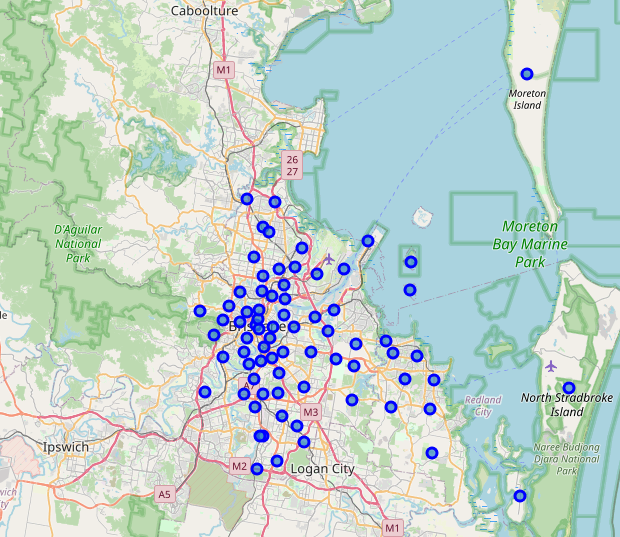 Caboolture
M1
Moreton
Island
26
27
D'Aguilar
National
Park
Moreton
Bay Marine
Park
North Stradbroke
Island
Redland
City
M3
Ipswich
Naree Budjong
Djara National
Park
M2
Logan City
A5
M1